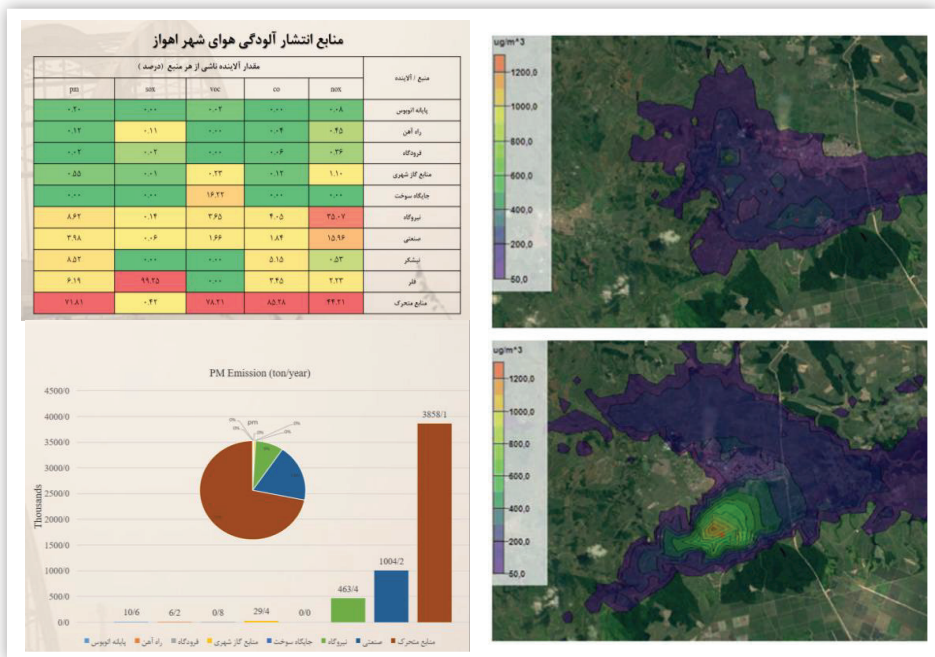 منابع انتشار آلودگی هوای شهر اهواز
منبع / آلاینده
مقدار آلاینده ناشی از هر منبع (درصد)
nox co voc sox pm
پایانه اتوبوس ۰.۰۸ ۰.۰۰ ۰.۰۲ ۰.۰۰ ۰.۲۰
راه آهن ۰.۴۵ ۰.۰۴ ۰.۰۰ ۰.۱۱ ۰.۱۲
فرودگاه ۰.۳۶ ۰.۰۶ ۰.۰۰ ۰.۰۲ ۰.۰۲
منابع گاز شهری ۱.۱۰ ۰.۱۲ ۰.۲۳ ۰.۰۱ ۰.۵۵
جایگاه سوخت ۰.۰۰ ۰.۰۰ ۱۶.۲۲ ۰.۰۰ ۰.۰۰
نیروگاه ۳۵.۰۷ ۴.۰۵ ۳.۶۵ ۰.۱۴ ۸.۶۲
صنعتی ۱۵.۹۶ ۱.۸۴ ۱.۶۶ ۰.۰۶ ۳.۹۸
نیشکر ۰.۵۳ ۵.۱۵ ۰.۰۰ ۰.۰۰ ۸.۵۲
فلر ۲.۲۳ ۳.۴۵ ۰.۰۰ ۹۹.۲۵ ۶.۱۹
منابع متحرک ۴۴.۲۱ ۸۵.۲۸ ۷۸.۲۱ ۰.۴۲ ۷۱.۸۱
ug/m^3
1200,0
800,0
600,0
400,0
200,0
50,0
PM Emission (ton/year)
pm
0% 0% 0% 0% 0%
Thousands
4500/0
4000/0
3500/0
3000/0
2500/0
2000/0
1500/0
1000/0
500/0
0/0
10/6 6/2 0/8 29/4 0/0 463/4 1004/2 3858/1
پایانه اتوبوس راه آهن فرودگاه منابع گاز شهری جایگاه سوخت نیروگاه صنعتی منابع متحرک
ug/m^3
1200,0
800,0
600,0
400,0
200,0
50,0